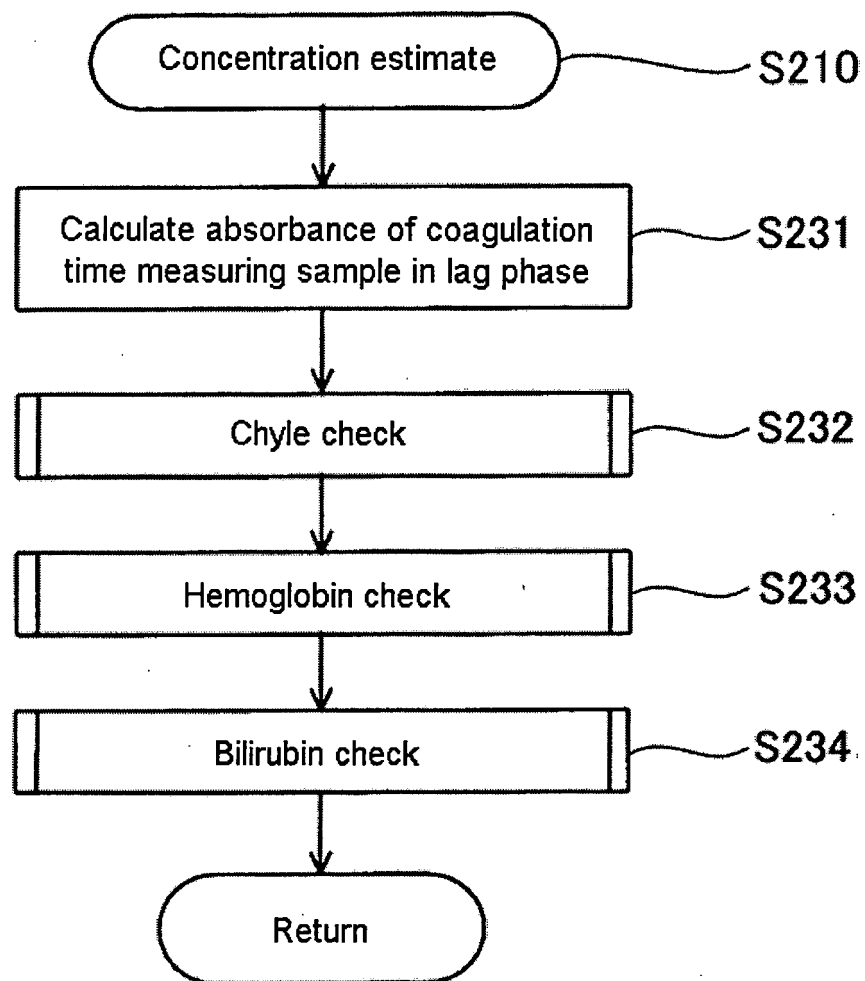 Concentration estimate
S210
Calculate absorbance of coagulation
time measuring sample in lag phase
S231
Chyle check
S232
Hemoglobin check
S233
Bilirubin check
S234
Return